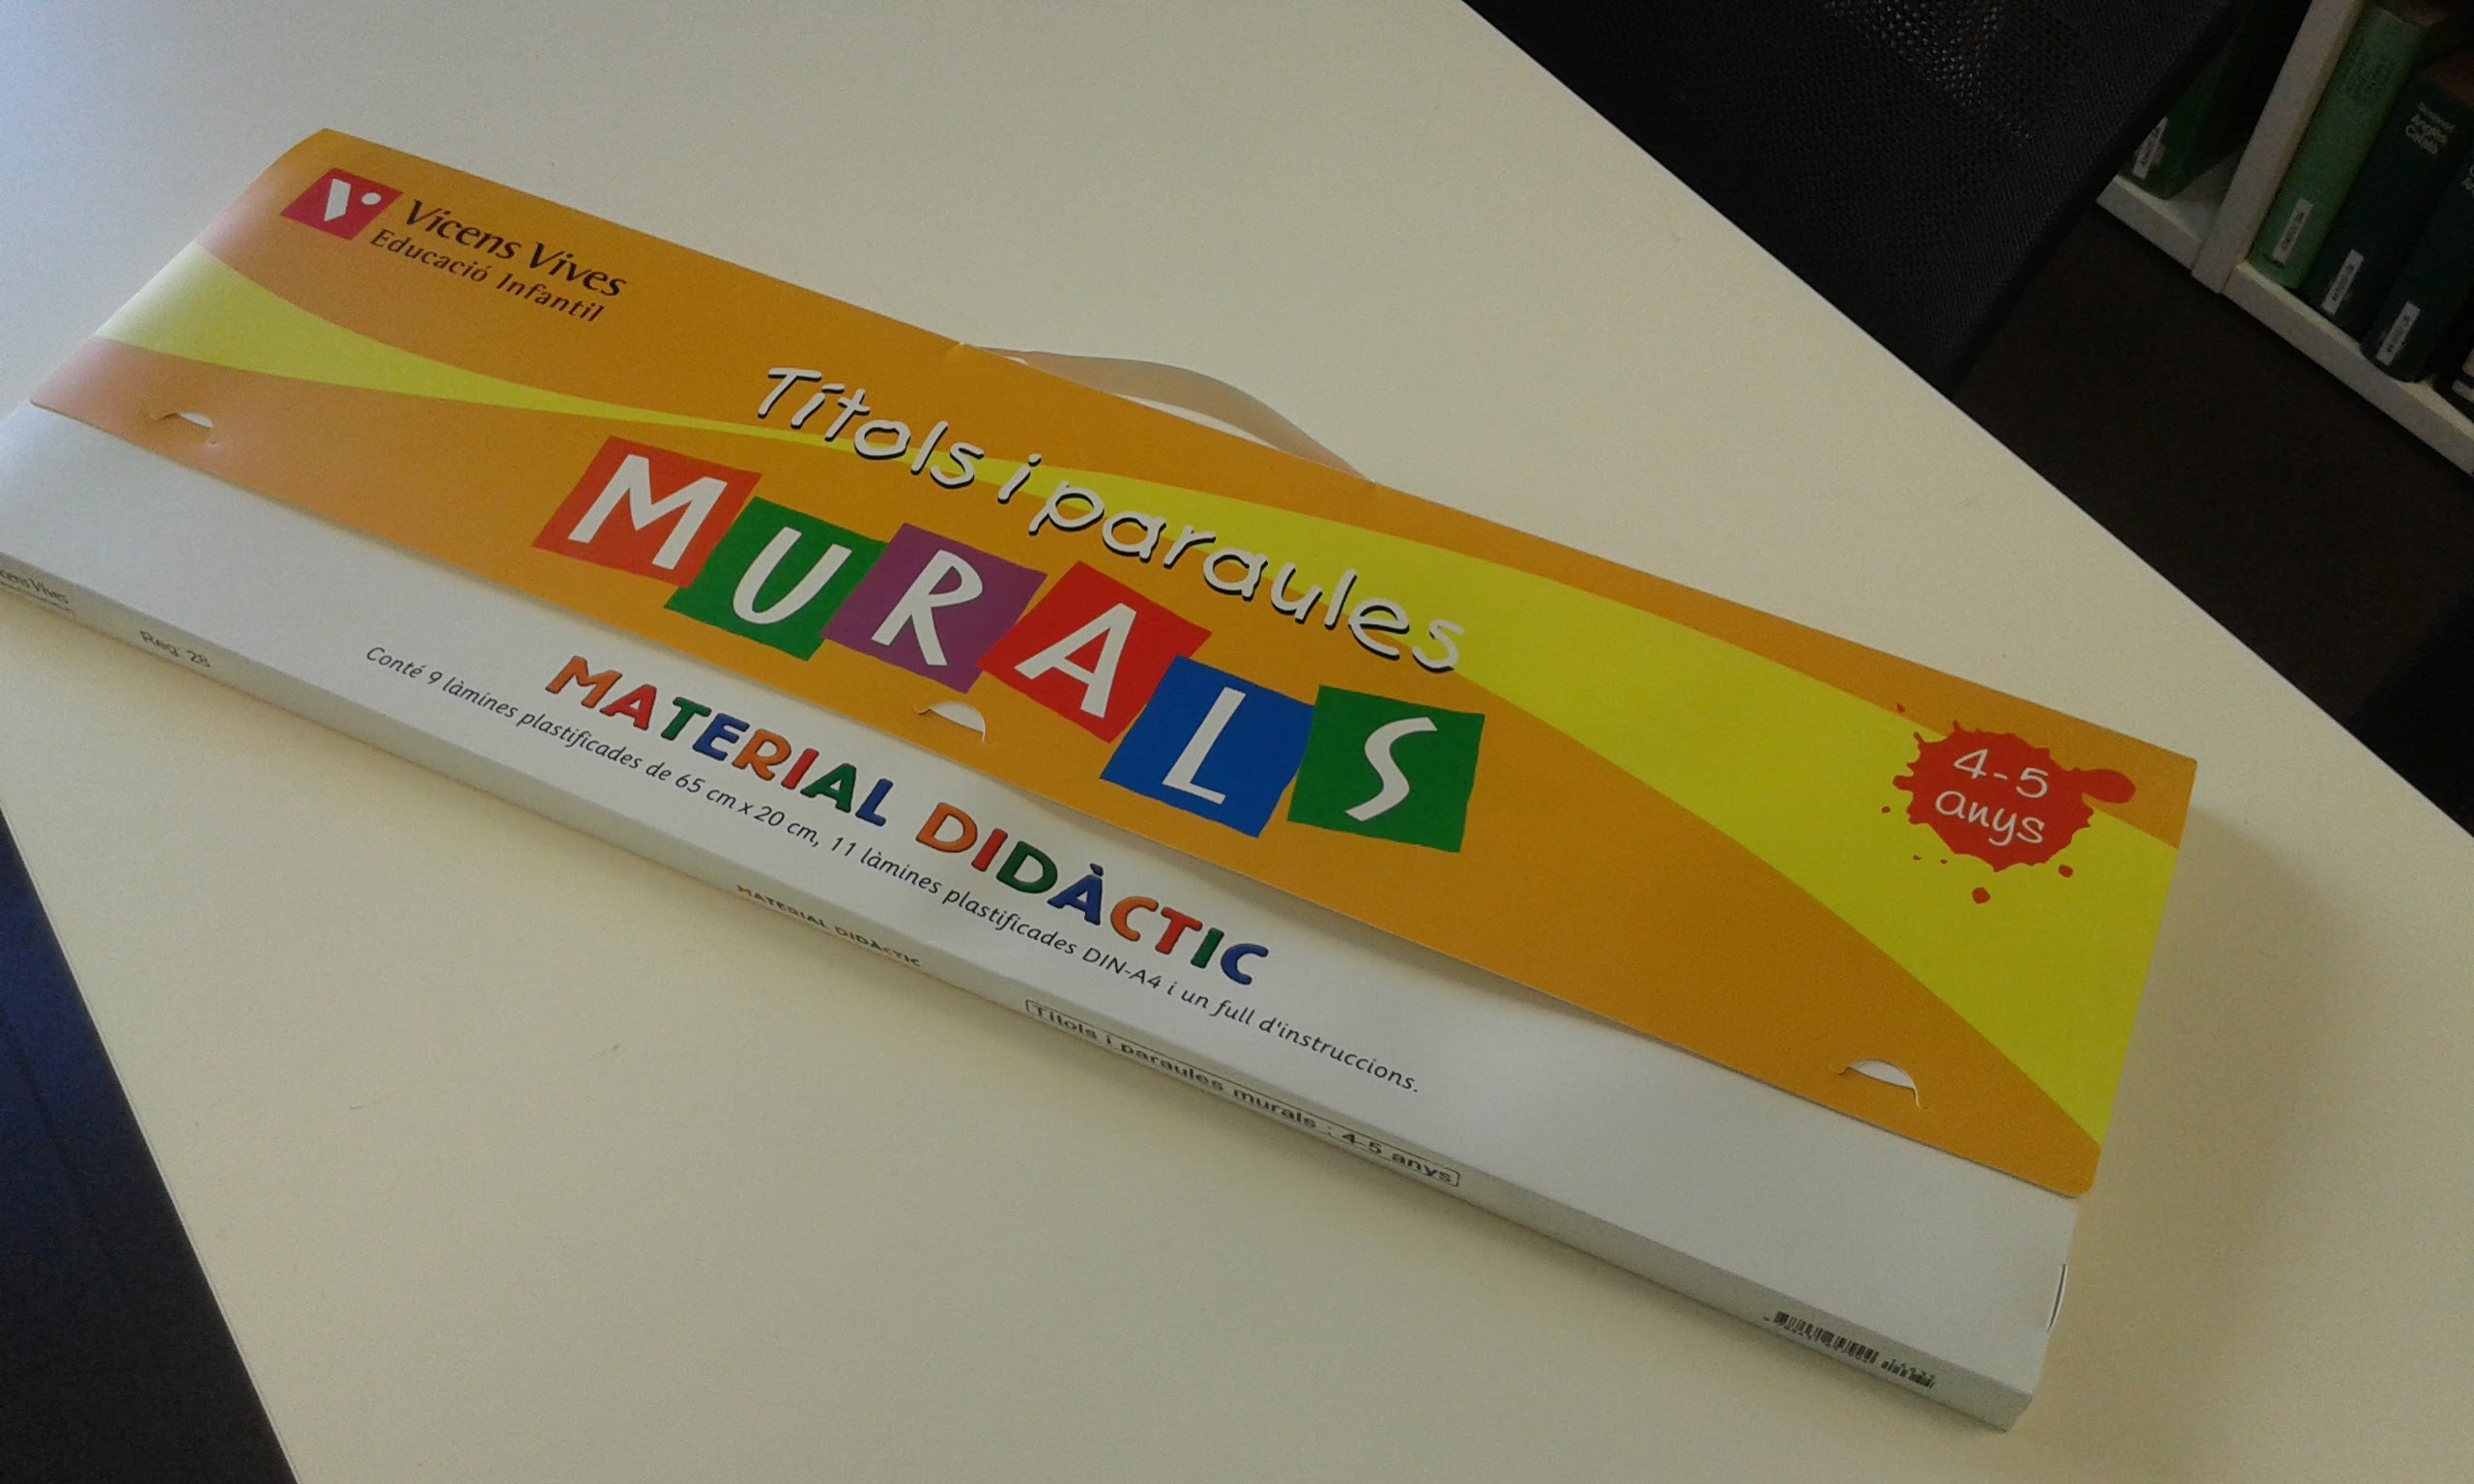 Vicens Vives
Educació Infantil
Títols i paraules
MURALS
4-5
anys
MATERIAL DIDÀCTIC
Conté 9 làmines plastificades de 65 cm x 20 cm, 11 làmines plastificades DIN-A4 i un full d'instruccions.
Vives
Reg. 28
MATERIAL DIDÀCTIC
Títols i paraules murals : 4-5 anys
Anglès
Català